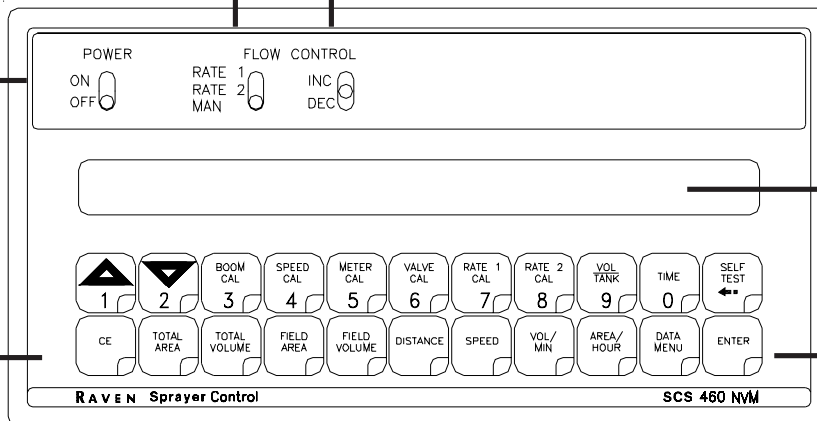 POWER
ON
OFF
FLOW CONTROL
RATE 1
RATE 2
MAN
INC
DEC
1
2
BOOM
CAL
3
SPEED
CAL
4
METER
CAL
5
VALVE
CAL
6
RATE 1
CAL
7
RATE 2
CAL
8
VOL
TANK
9
TIME
0
SELF
TEST
CE
TOTAL
AREA
TOTAL
VOLUME
FIELD
AREA
FIELD
VOLUME
DISTANCE
SPEED
VOL/
MIN
AREA/
HOUR
DATA
MENU
ENTER
RAVEN Sprayer Control
SCS 460 NVM